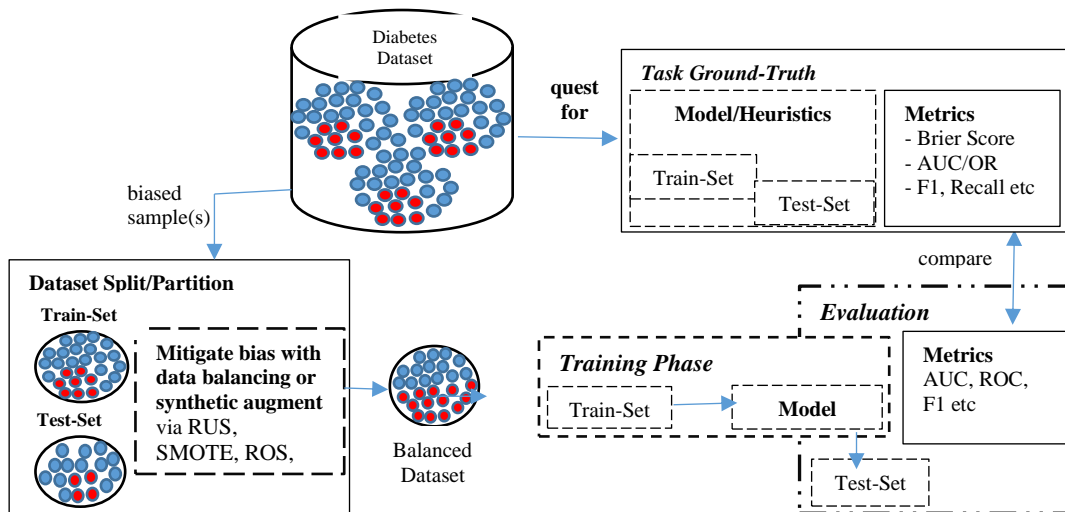 Diabetes
Dataset
quest
for
Task Ground-Truth
Model/Heuristics
Train-Set
Test-Set
Metrics
- Brier Score
- AUC/OR
- F1, Recall etc
biased
sample(s)
compare
Dataset Split/Partition
Train-Set
Test-Set
Mitigate bias with
data balancing or
synthetic augment
via RUS,
SMOTE, ROS,
Balanced
Dataset
Evaluation
Training Phase
Train-Set
Model
Metrics
AUC, ROC,
F1 etc
Test-Set